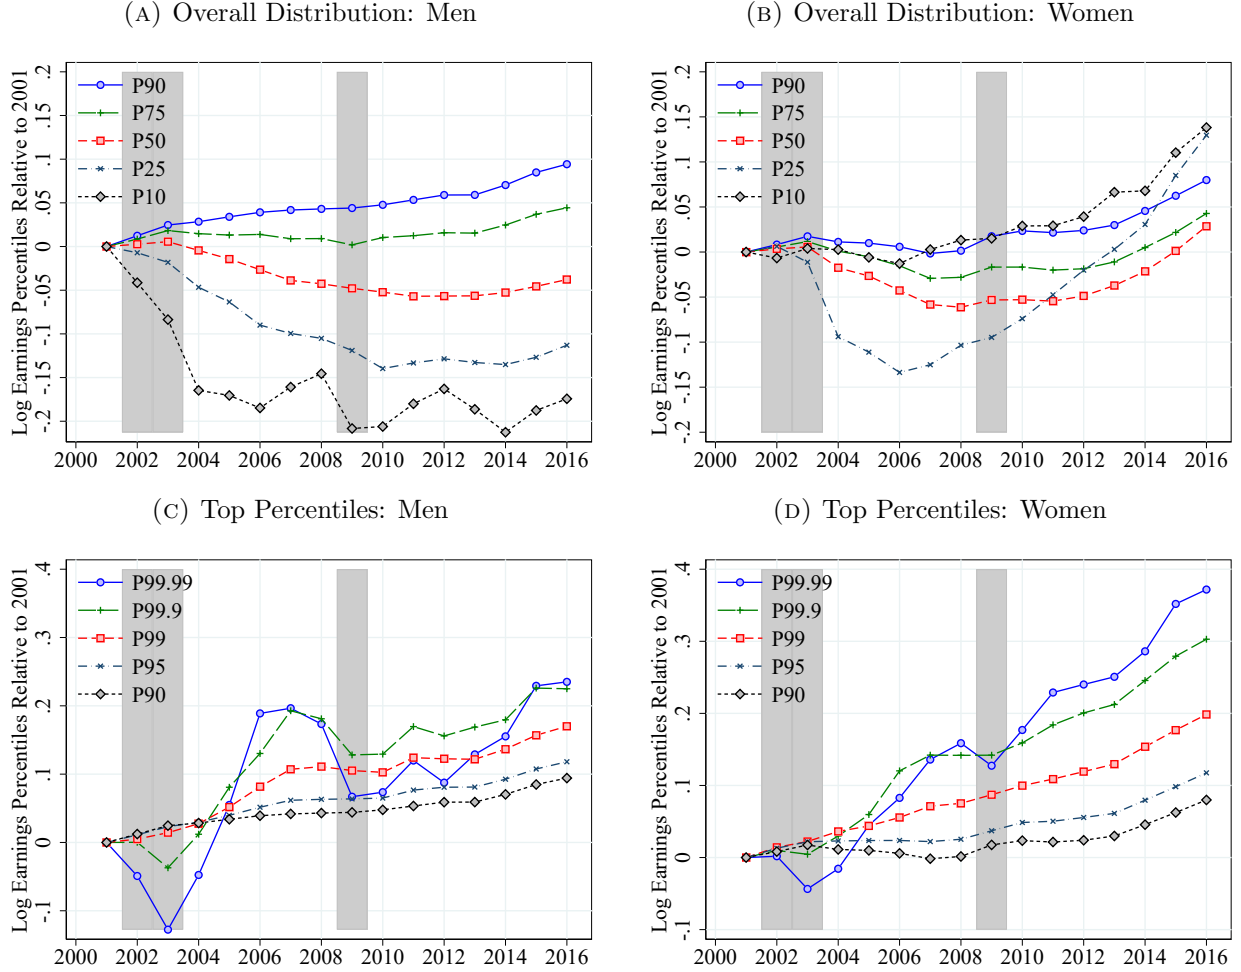 (A) Overall Distribution: Men
Log Earnings Percentiles Relative to 2001
.2
.15
.1
.05
0
-.05
-.1
-.15
-.2
P90
P75
P50
P25
P10
2000 2002 2004 2006 2008 2010 2012 2014 2016
(B) Overall Distribution: Women
Log Earnings Percentiles Relative to 2001
.2
.15
.1
.05
0
-.05
-.1
-.15
-.2
P90
P75
P50
P25
P10
2000 2002 2004 2006 2008 2010 2012 2014 2016
(C) Top Percentiles: Men
Log Earnings Percentiles Relative to 2001
.4
.3
.2
.1
0
-.1
P99.99
P99.9
P99
P95
P90
2000 2002 2004 2006 2008 2010 2012 2014 2016
(D) Top Percentiles: Women
Log Earnings Percentiles Relative to 2001
.4
.3
.2
.1
0
-.1
P99.99
P99.9
P99
P95
P90
2000 2002 2004 2006 2008 2010 2012 2014 2016